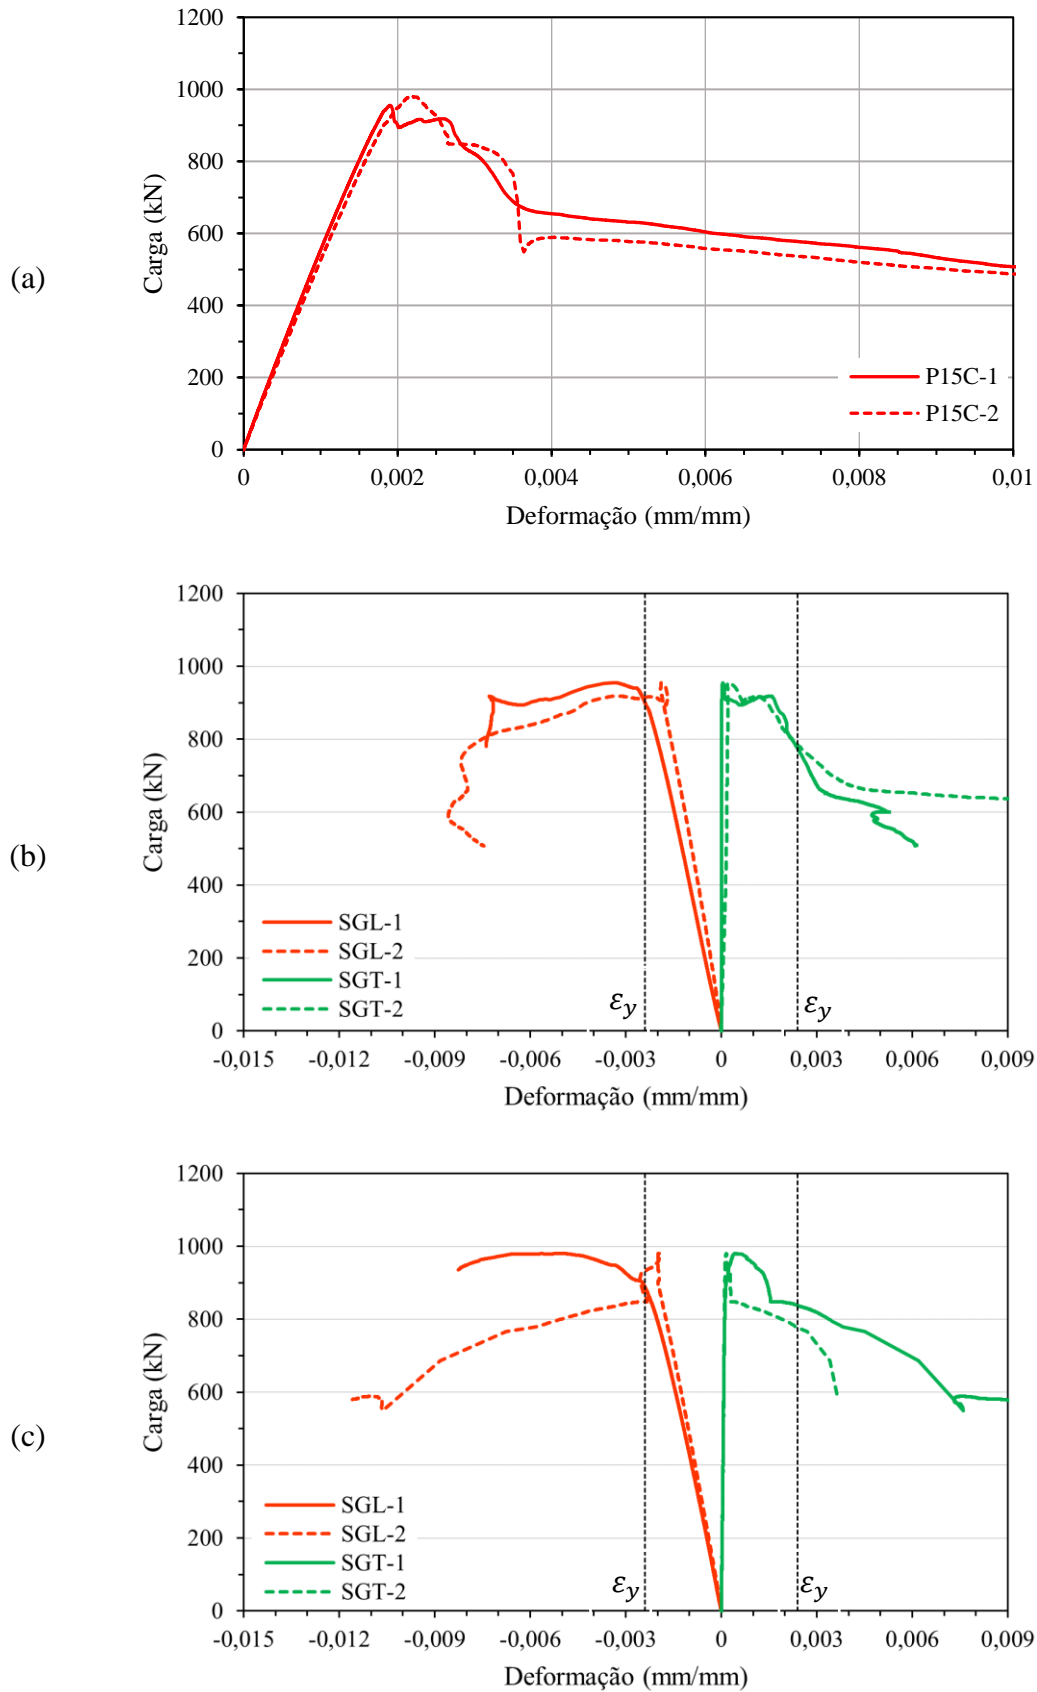 1200
1000
800
600
400
200
0
Carga (kN)
(a)
P15C-1
P15C-2
0 0,002 0,004 0,006 0,008 0,01
Deformação (mm/mm)
1200
1000
800
600
400
200
0
Carga (kN)
(b)
SGL-1
SGL-2
SGT-1
SGT-2
εy εy
-0,015 -0,012 -0,009 -0,006 -0,003 0 0,003 0,006 0,009
Deformação (mm/mm)
1200
1000
800
600
400
200
0
Carga (kN)
(c)
SGL-1
SGL-2
SGT-1
SGT-2
εy εy
-0,015 -0,012 -0,009 -0,006 -0,003 0 0,003 0,006 0,009
Deformação (mm/mm)